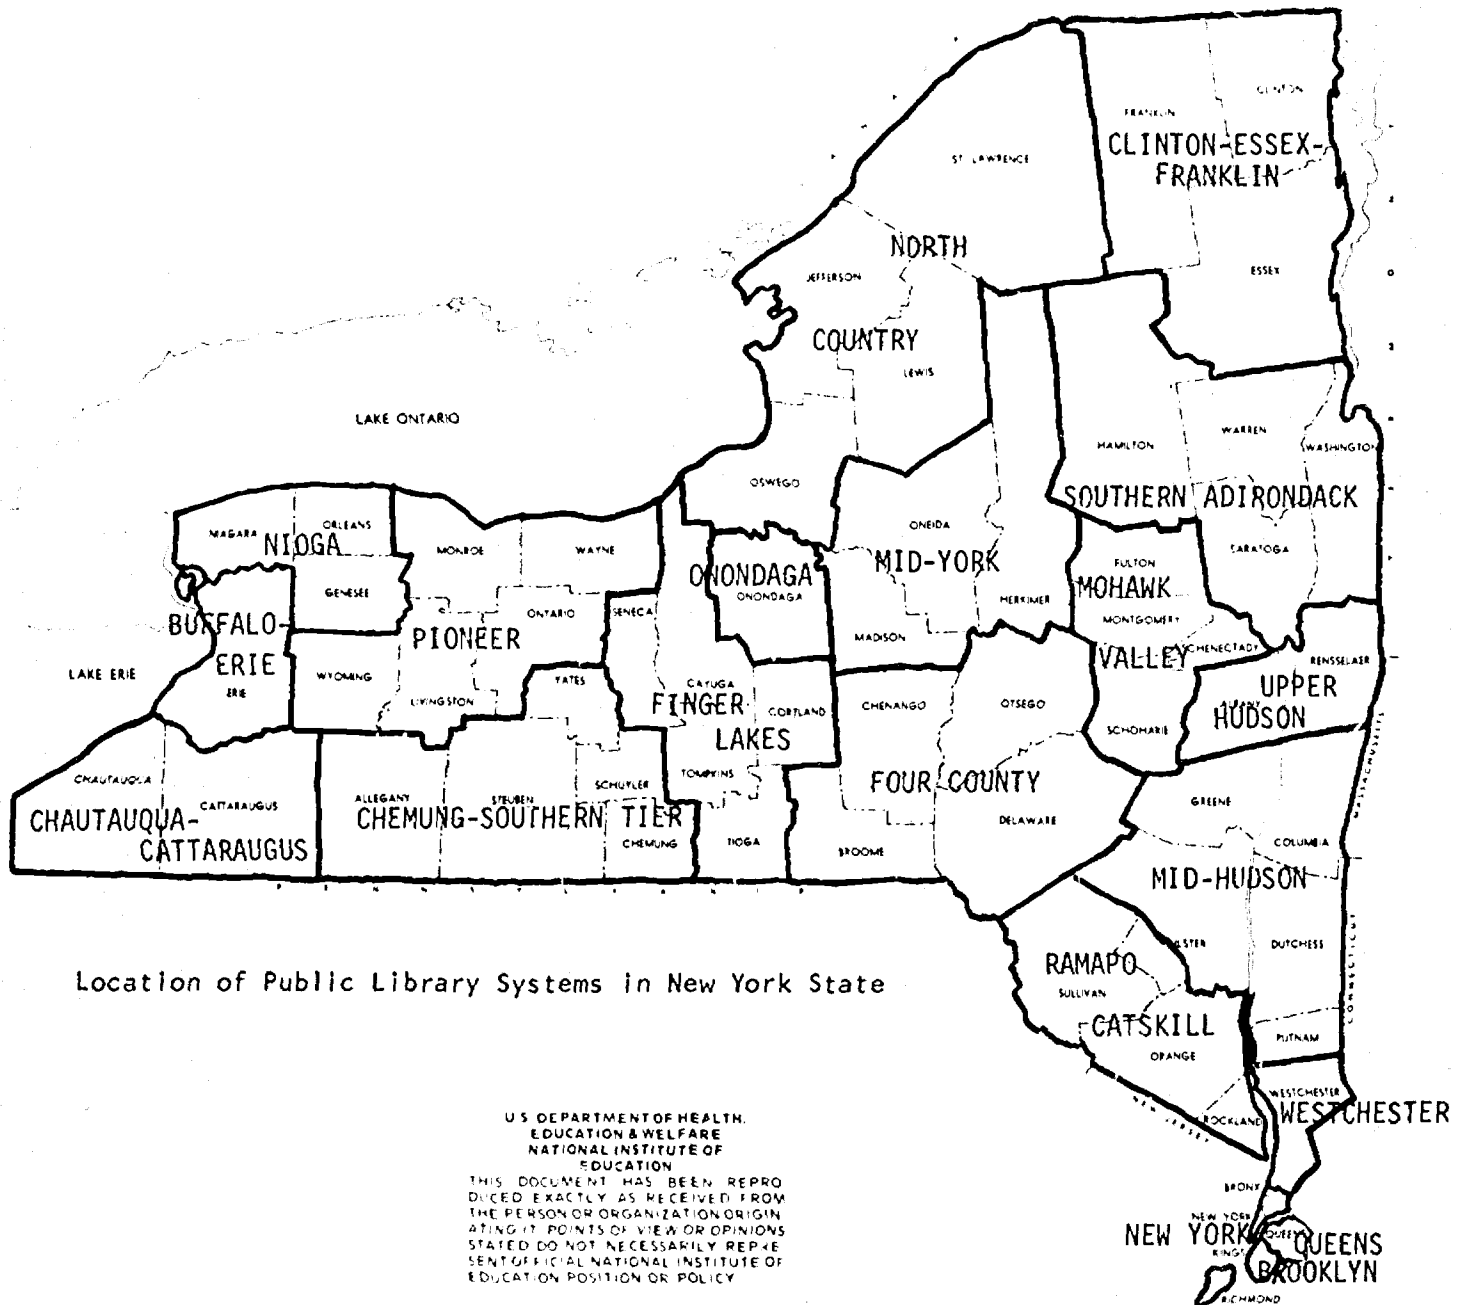 CLINTON
FRANKLIN
CLINTON-ESSEX-
FRANKLIN
ST LAWRENCE
NORTH
JEFFERSON
ESSEX
COUNTRY
LEWIS
LAKE ONTARIO
WARREN
HAMILTON
WASHINGTON
OSWEGO
SOUTHERN ADIRONDACK
ORLEANS
NIAGARA
NIOGA
MONROE
WAYNE
ONEIDA
MID-YORK
SARATOGA
FULTON
ONONDAGA
ONONDAGA
MOHAWK
GENESEE
HERKIMER
ONTARIO
SENECA
MONTGOMERY
BUFFALO-
ERIE
ERIE
PIONEER
MADISON
VALLEY
SCHENECTADY
RENSSELAER
LAKE ERIE
WYOMING
YATES
CAYUGA
UPPER
HUDSON
LIVINGSTON
FINGER
LAKES
CORTLAND
CHENANGO
OTSEGO
SCHOHARIE
MASSACHUSETTS
CHAUTAUQUA
CATTARAUGUS
CHAUTAUQUA-
CATTARAUGUS
ALLEGANY
STEUBEN
SCHUYLER
TOMPKINS
CHEMUNG-SOUTHERN TIER
CHEMUNG
TIOGA
FOUR COUNTY
BROOME
DELAWARE
GREENE
COLUMBIA
MID-HUDSON
ULSTER
DUTCHESS
CONNECTICUT
RAMAPO
SULLIVAN
CATSKILL
ORANGE
PUTNAM
Location of Public Library Systems in New York State
NEW JERSEY
ROCKLAND
WESTCHESTER
WESTCHESTER
BRONX
NEW YORK
NEW YORK
QUEENS
QUEENS
KINGS
BROOKLYN
RICHMOND
U S DEPARTMENT OF HEALTH,
EDUCATION & WELFARE
NATIONAL INSTITUTE OF
EDUCATION
THIS DOCUMENT HAS BEEN REPRO
DUCED EXACTLY AS RECEIVED FROM
THE PERSON OR ORGANIZATION ORIGIN
ATING IT POINTS OF VIEW OR OPINIONS
STATED DO NOT NECESSARILY REPRE
SENT OFFICIAL NATIONAL INSTITUTE OF
EDUCATION POSITION OR POLICY